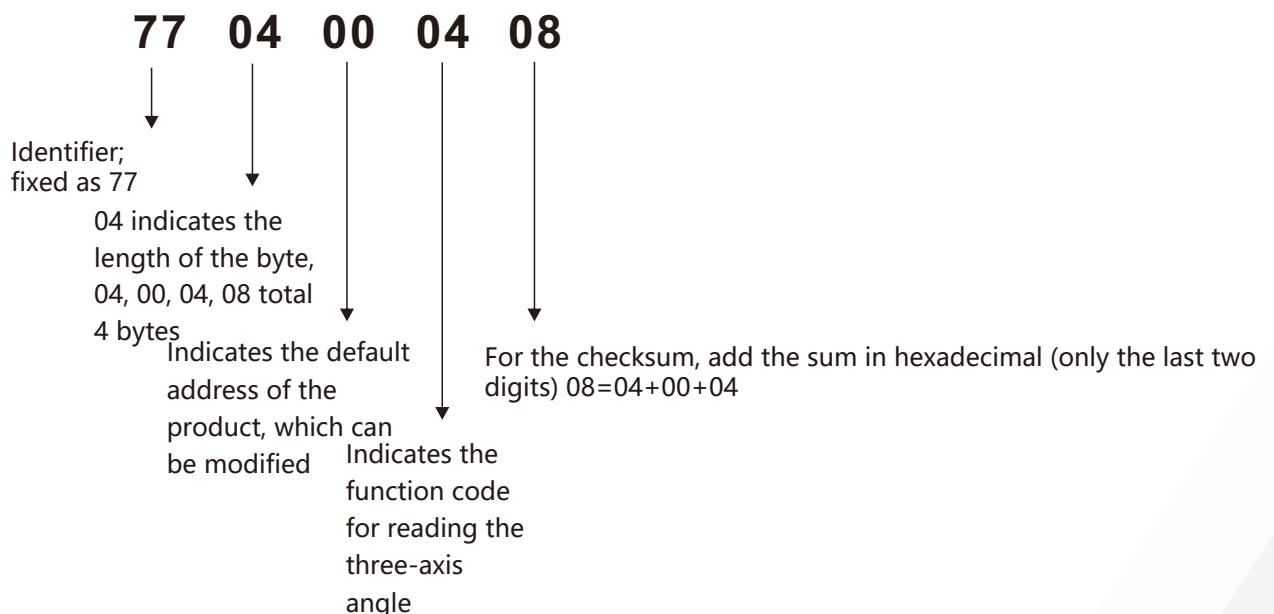 77 04 00 04 08
Identifier;
fixed as 77
04 indicates the
length of the byte,
04, 00, 04, 08 total
4 bytes
Indicates the default
address of the
product, which can
be modified
For the checksum, add the sum in hexadecimal (only the last two
digits) 08=04+00+04
Indicates the
function code
for reading the
three-axis
angle